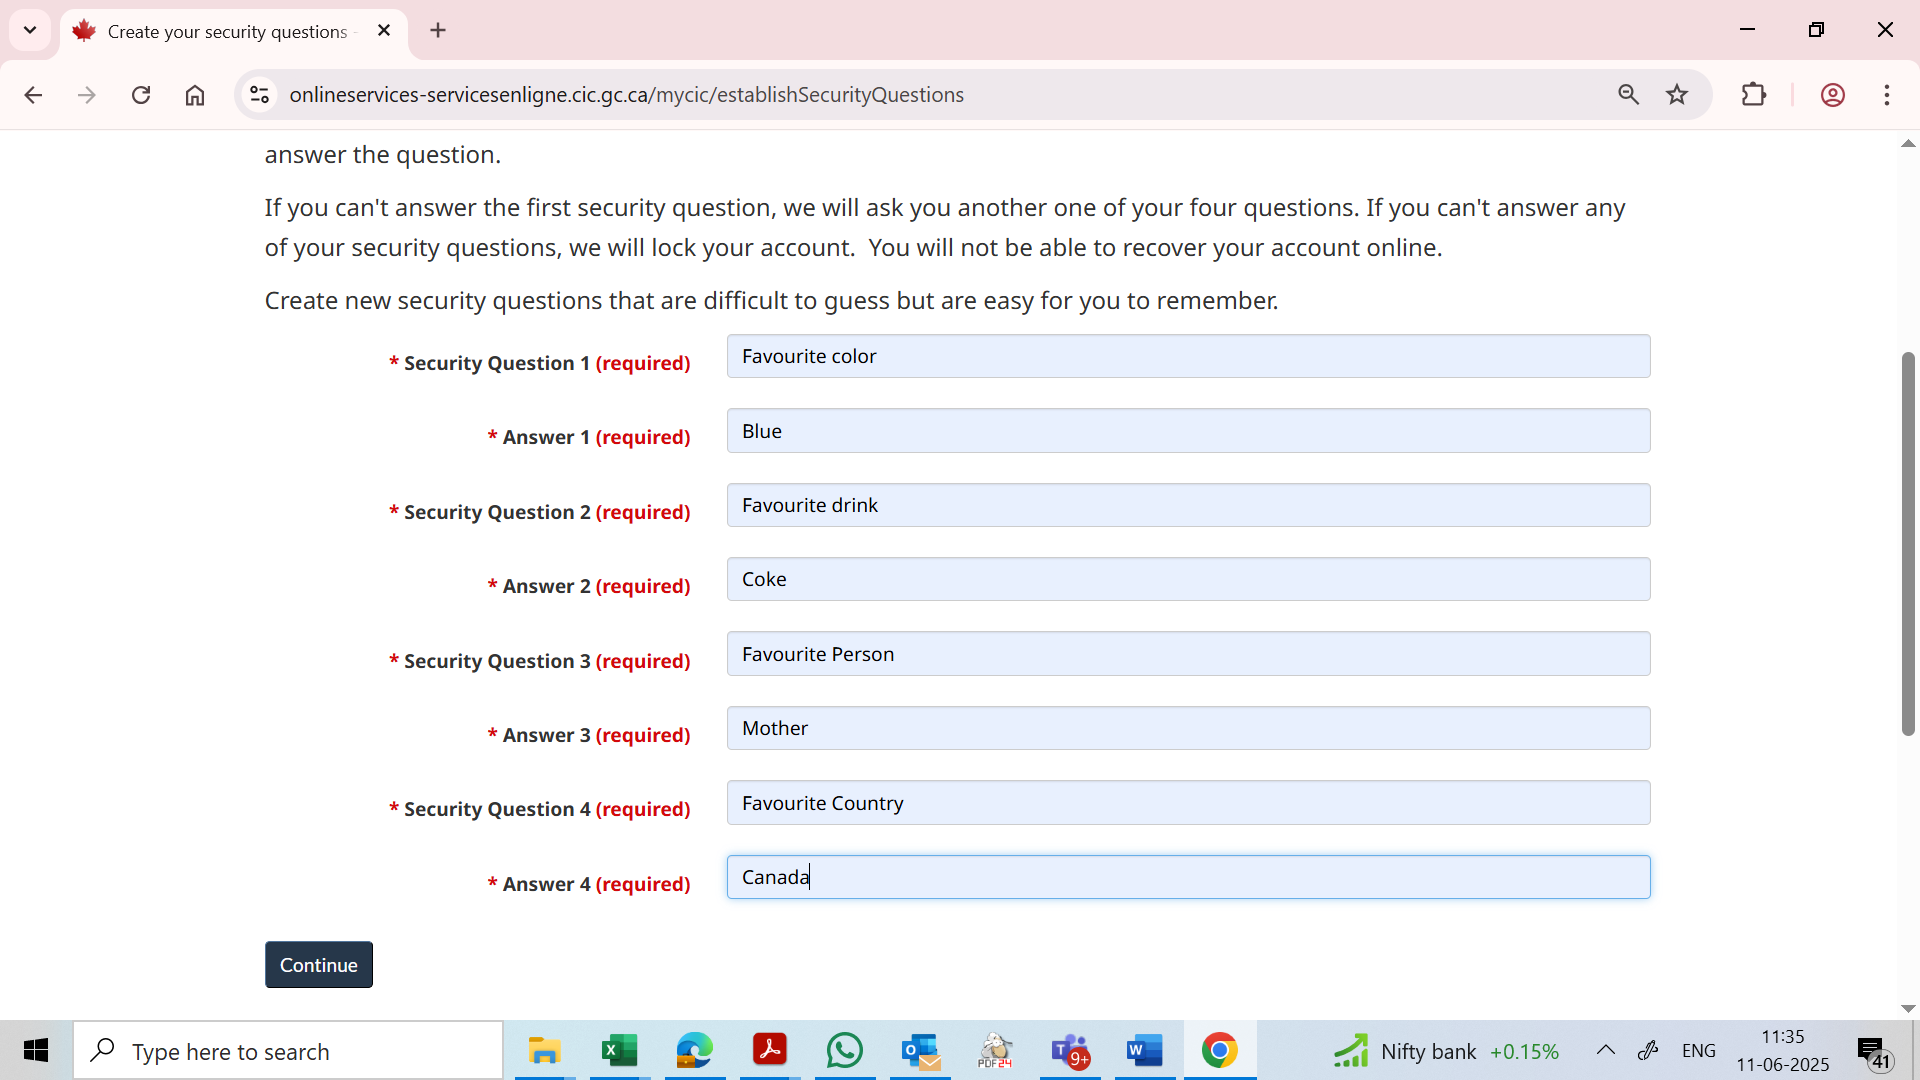 Create your security questions -
onlineservices-servicesenligne.cic.gc.ca/mycic/establishSecurityQuestions
answer the question.
If you can't answer the first security question, we will ask you another one of your four questions. If you can't answer any
of your security questions, we will lock your account.  You will not be able to recover your account online.
Create new security questions that are difficult to guess but are easy for you to remember.
* Security Question 1 (required) Favourite color
* Answer 1 (required) Blue
* Security Question 2 (required) Favourite drink
* Answer 2 (required) Coke
* Security Question 3 (required) Favourite Person
* Answer 3 (required) Mother
* Security Question 4 (required) Favourite Country
* Answer 4 (required) Canada
Continue
Type here to search
X
O
PDF24
T 9+
W
Nifty bank +0.15%
ENG
11:35
11-06-2025
41